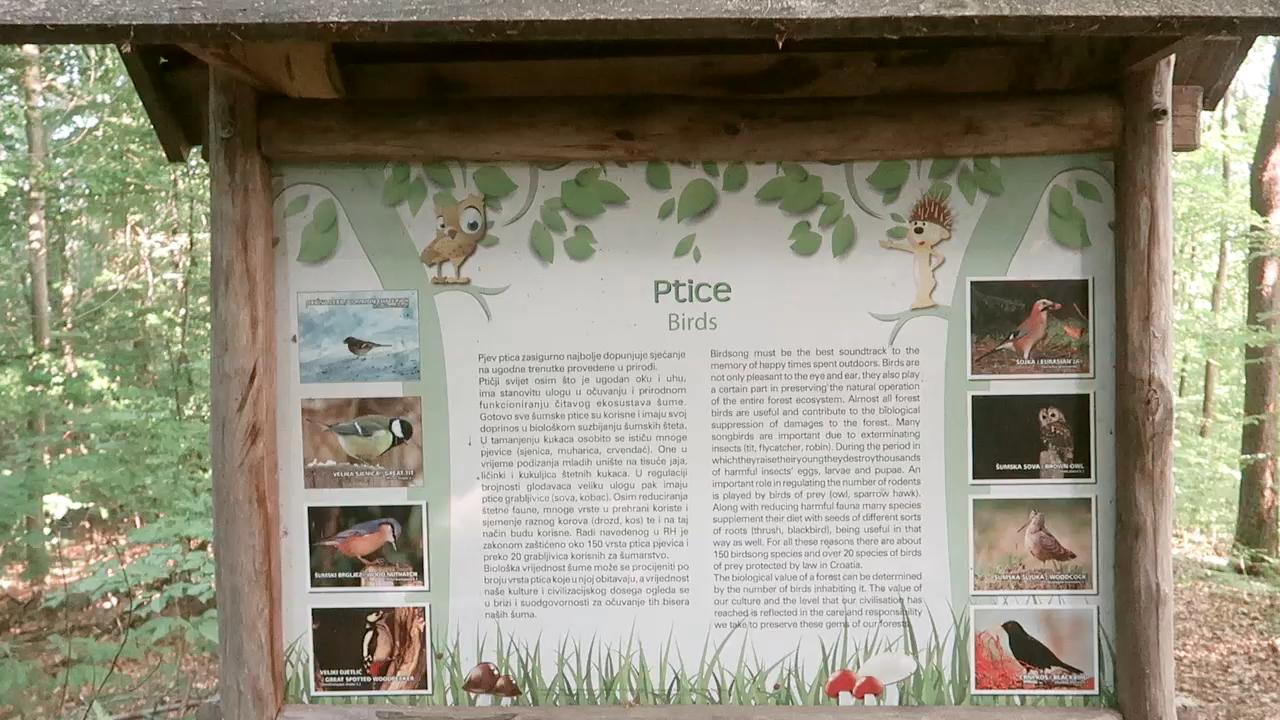 Ptice
Birds
Pjev ptica zasigurno najbolje dopunjuje sjećanje
na ugodne trenutke provedene u prirodi.
Ptičji svijet osim što je ugodan oku i uhu,
ima stanovitu ulogu u očuvanju i prirodnom
funkcioniranju čitavog ekosustava šume.
Gotovo sve šumske ptice su korisne i imaju svoj
doprinos u biološkom suzbijanju šumskih šteta.
U tamanjenju kukaca osobito se ističu mnoge
pjevice (sjenica, muharica, crvendać). One u
vrijeme podizanja mladih unište na tisuće jaja,
ličinki i kukuljica štetnih kukaca. U regulaciji
brojnosti glodavaca veliku ulogu pak imaju
ptice grabljivice (sova, kobac). Osim reduciranja
štetne faune, mnoge vrste u prehrani koriste i
sjemenje raznog korova (drozd, kos) te i na taj
način budu korisne. Radi navedenog u RH je
zakonom zaštićeno oko 150 vrsta ptica pjevica i
preko 20 grabljivica korisnih za šumarstvo.
Biološka vrijednost šume može se procijeniti po
broju vrsta ptica koje u njoj obitavaju, a vrijednost
naše kulture i civilizacijskog dosega ogleda se
u brizi i suodgovornosti za očuvanje tih bisera
naših šuma.
Birdsong must be the best soundtrack to the
memory of happy times spent outdoors. Birds are
not only pleasant to the eye and ear, they also play
a certain part in preserving the natural operation
of the entire forest ecosystem. Almost all forest
birds are useful and contribute to the biological
suppression of damages to the forest. Many
songbirds are important due to exterminating
insects (tit, flycatcher, robin). During the period in
whichtheyraisetheiryoungtheydestroythousands
of harmful insects' eggs, larvae and pupae. An
important role in regulating the number of rodents
is played by birds of prey (owl, sparrow hawk).
Along with reducing harmful fauna many species
supplement their diet with seeds of different sorts
of roots (thrush, blackbird), being useful in that
way as well. For all these reasons there are about
150 birdsong species and over 20 species of birds
of prey protected by law in Croatia.
The biological value of a forest can be determined
by the number of birds inhabiting it. The value of
our culture and the level that our civilisation has
reached is reflected in the care and responsibility
we take to preserve these gems of our forests.
VELIKA SJENICA / GREAT TIT
ŠUMSKI BRGLJEZ / WOOD NUTHATCH
VELIKI DJETLIĆ
/ GREAT SPOTTED WOODPECKER
ŠOJKA / EURASIAN JAY
ŠUMSKA SOVA / BROWN OWL
ŠUMSKA ŠLJUKA / WOODCOCK
CRNI KOS / BLACKBIRD